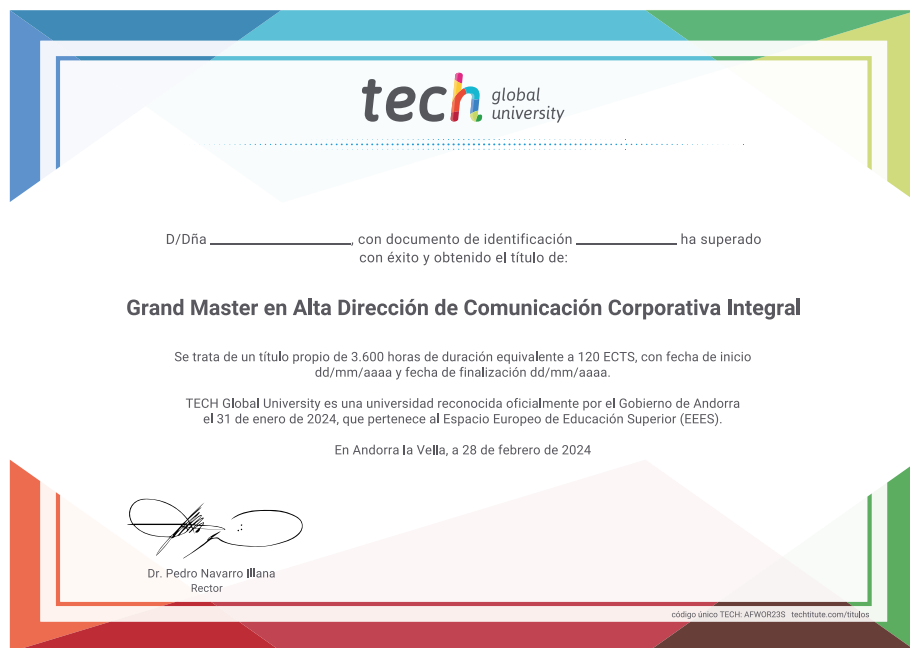 tech global
university
D/Dña ____________________, con documento de identificación ______________ ha superado
con éxito y obtenido el título de:
Grand Master en Alta Dirección de Comunicación Corporativa Integral
Se trata de un título propio de 3.600 horas de duración equivalente a 120 ECTS, con fecha de inicio
dd/mm/aaaa y fecha de finalización dd/mm/aaaa.
TECH Global University es una universidad reconocida oficialmente por el Gobierno de Andorra
el 31 de enero de 2024, que pertenece al Espacio Europeo de Educación Superior (EEES).
En Andorra la Vella, a 28 de febrero de 2024
Dr. Pedro Navarro Illana
Rector
código único TECH: AFWOR23S techtitute.com/titulos